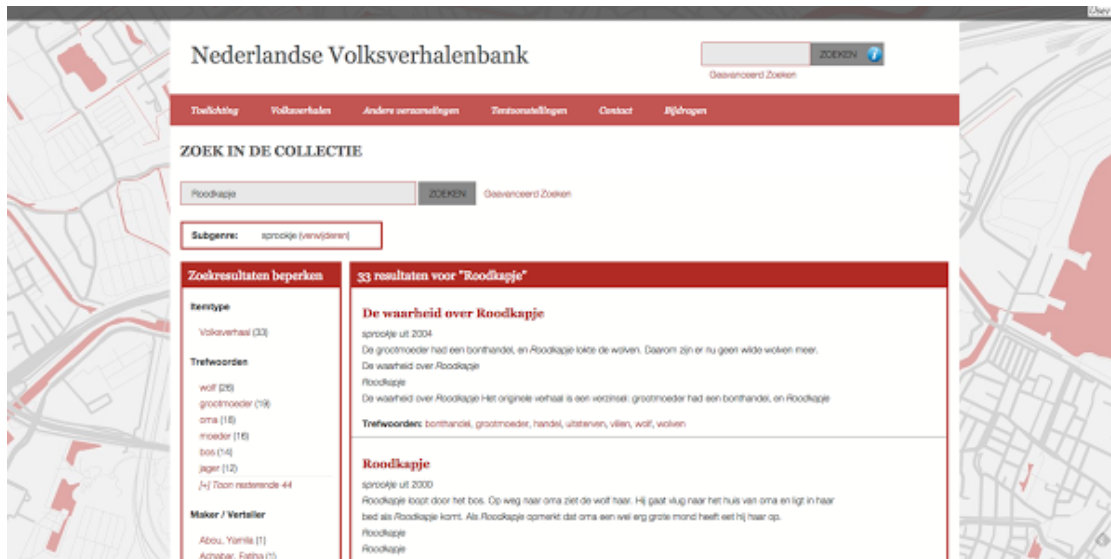 User
Nederlandse Volksverhalenbank
ZOEKEN
Geavanceerd Zoeken
Toelichting Volksverhalen Andere verzamelingen Tentoonstellingen Contact Bijdragen
ZOEK IN DE COLLECTIE
Roodkapje ZOEKEN Geavanceerd Zoeken
Subgenre: sprookje (verwijderen)
Zoekresultaten beperken
Itemtype
Volksverhaal (33)
Trefwoorden
wolf (26)
grootmoeder (19)
oma (18)
moeder (16)
bos (14)
jager (12)
[+] Toon resterende 44
Maker / Verteller
Abou, Yamila (1)
Achabar, Fatiha (1)
33 resultaten voor "Roodkapje"
De waarheid over Roodkapje
sprookje uit 2004
De grootmoeder had een bonthandel, en Roodkapje lokte de wolven. Daarom zijn er nu geen wilde wolven meer.
De waarheid over Roodkapje
Roodkapje
De waarheid over Roodkapje Het originele verhaal is een verzinsel: grootmoeder had een bonthandel, en Roodkapje
Trefwoorden: bonthandel, grootmoeder, handel, uitsterven, villen, wolf, wolven
Roodkapje
sprookje uit 2000
Roodkapje loopt door het bos. Op weg naar oma ziet de wolf haar. Hij gaat vlug naar het huis van oma en ligt in haar
bed als Roodkapje komt. Als Roodkapje opmerkt dat oma een wel erg grote mond heeft eet hij haar op.
Roodkapje
Roodkapje